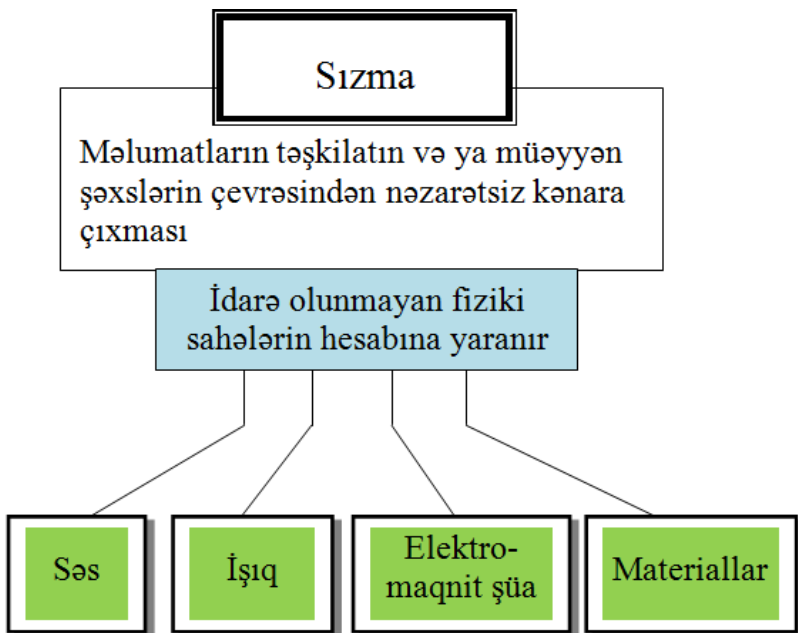 Sızma
Məlumatların təşkilatın və ya müəyyən
şəxslərin çevrəsindən nəzarətsiz kənara
çıxması
İdarə olunmayan fiziki
sahələrin hesabına yaranır
Səs
İşıq
Elektro-
maqnit şüa
Materiallar